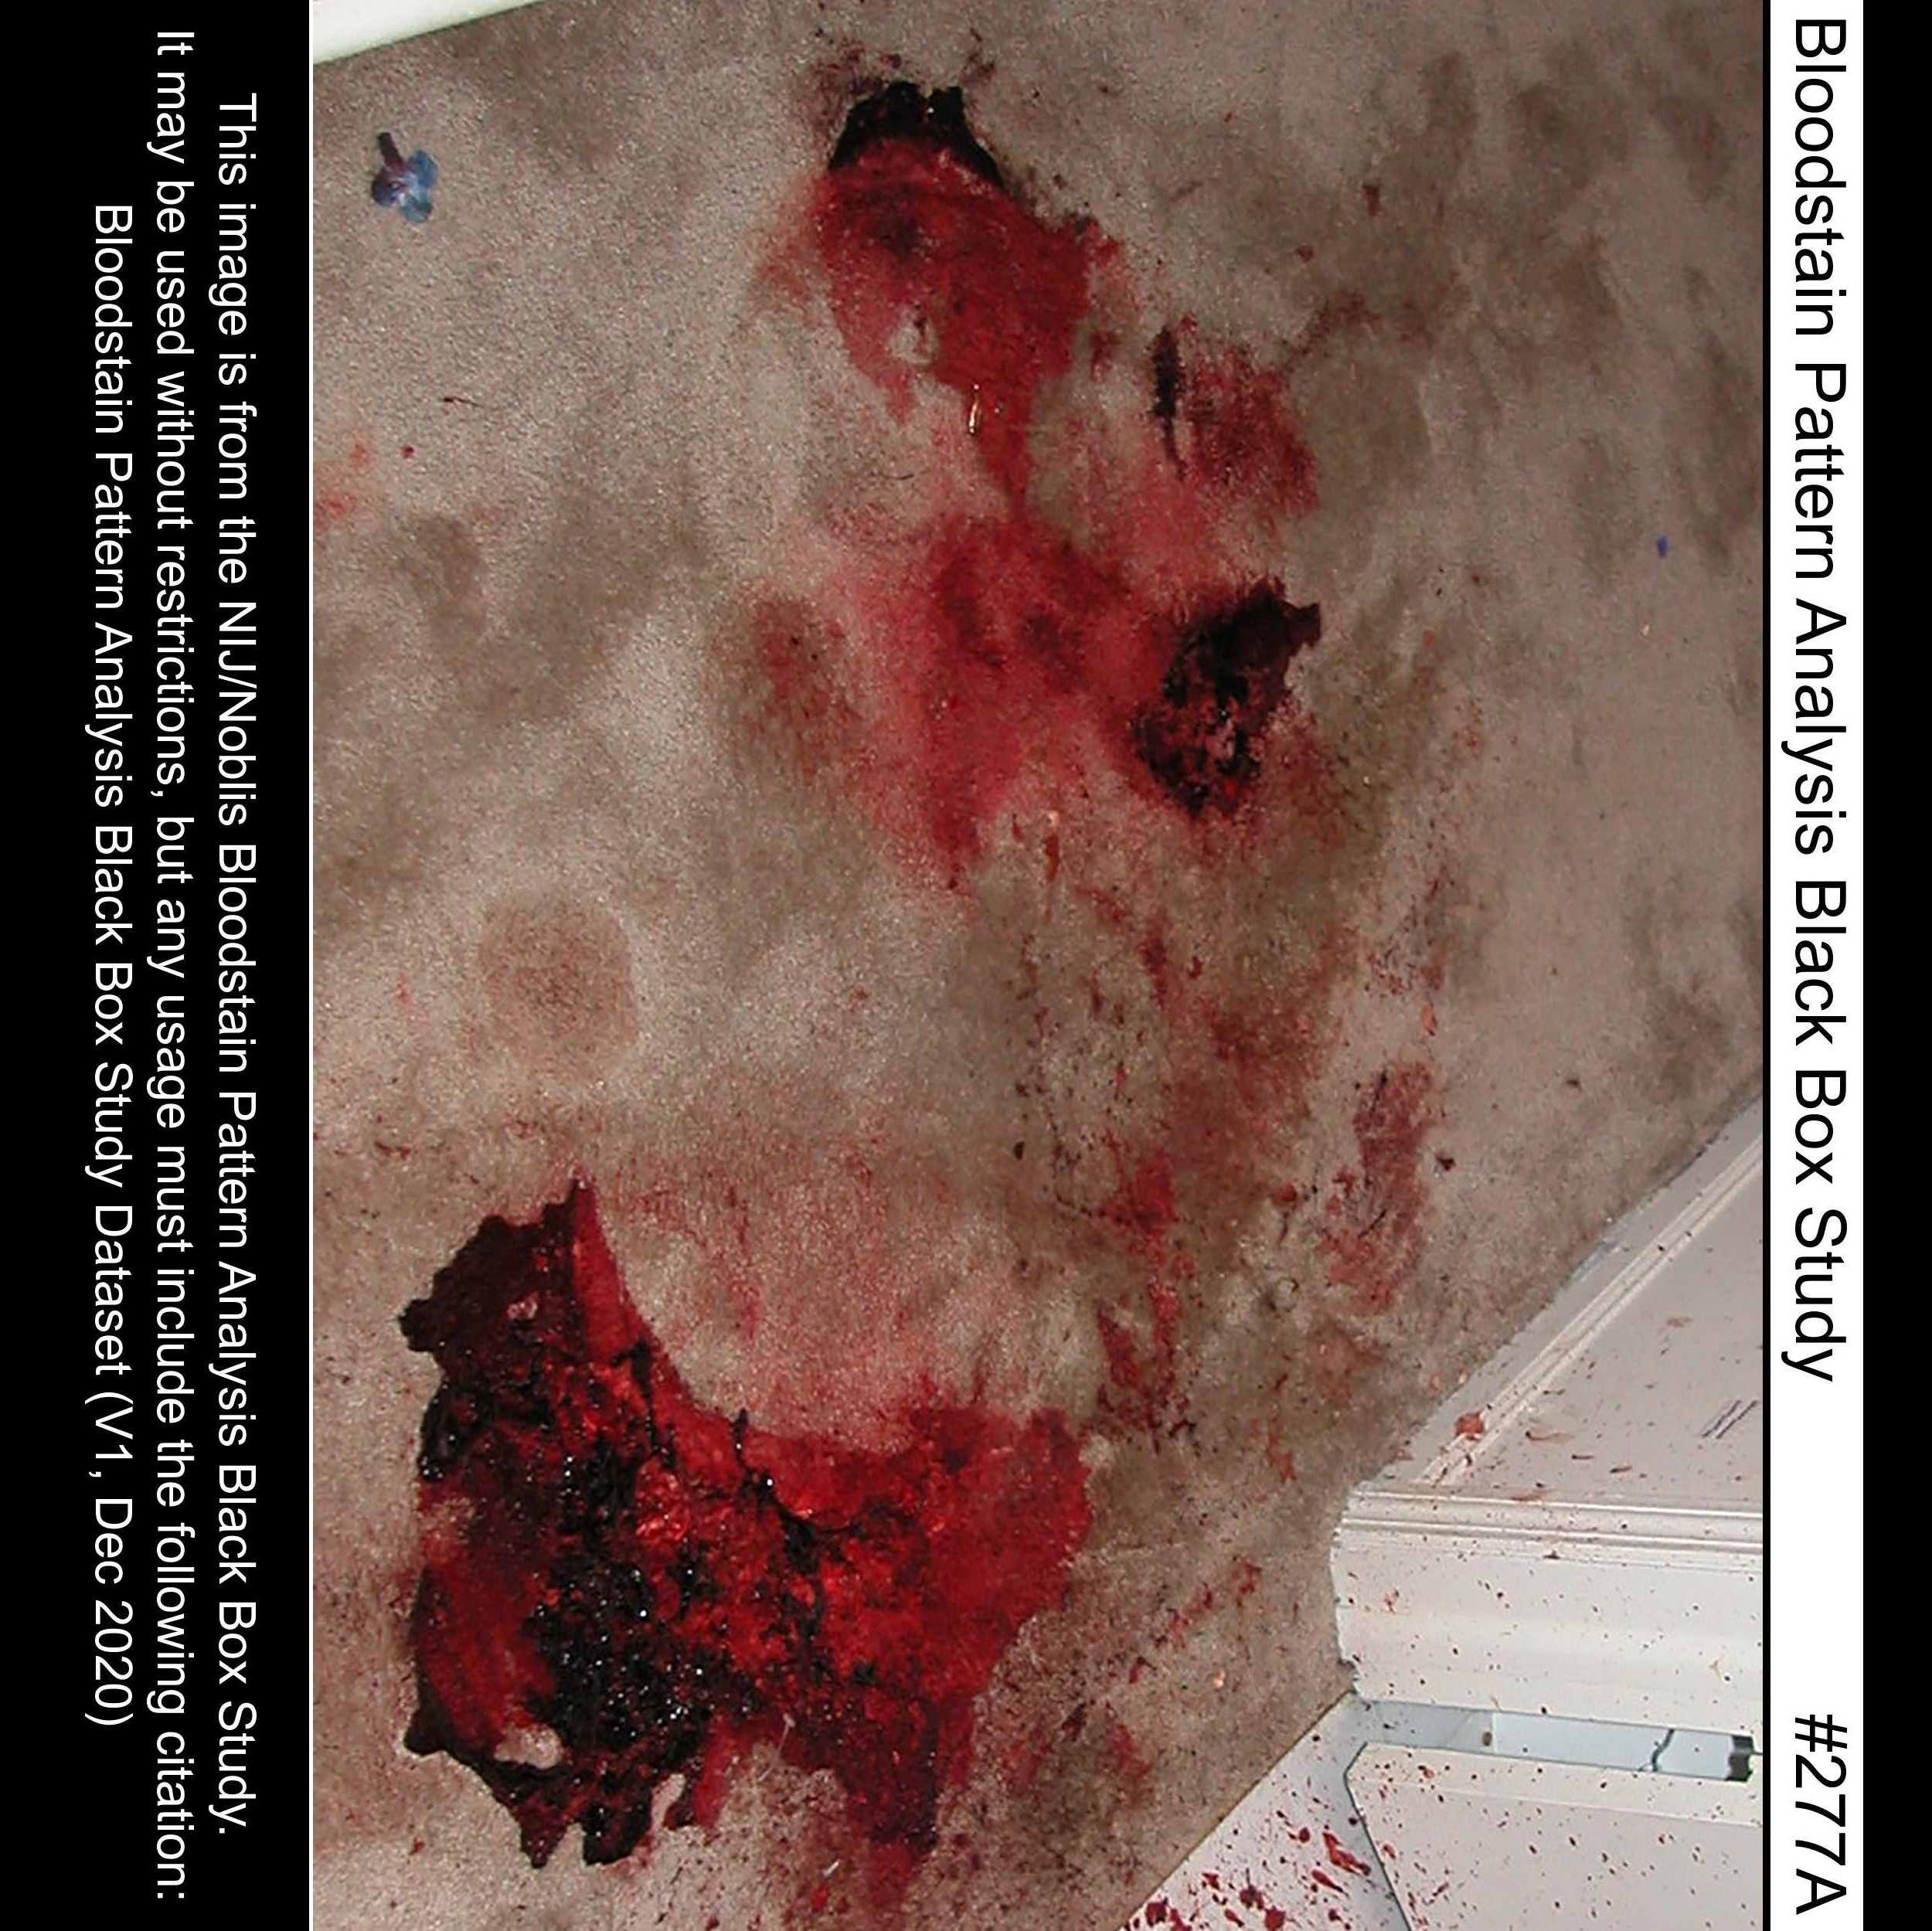 Bloodstain Pattern Analysis Black Box Study #277A
This image is from the NIJ/Noblis Bloodstain Pattern Analysis Black Box Study.
It may be used without restrictions, but any usage must include the following citation:
Bloodstain Pattern Analysis Black Box Study Dataset (V1, Dec 2020)